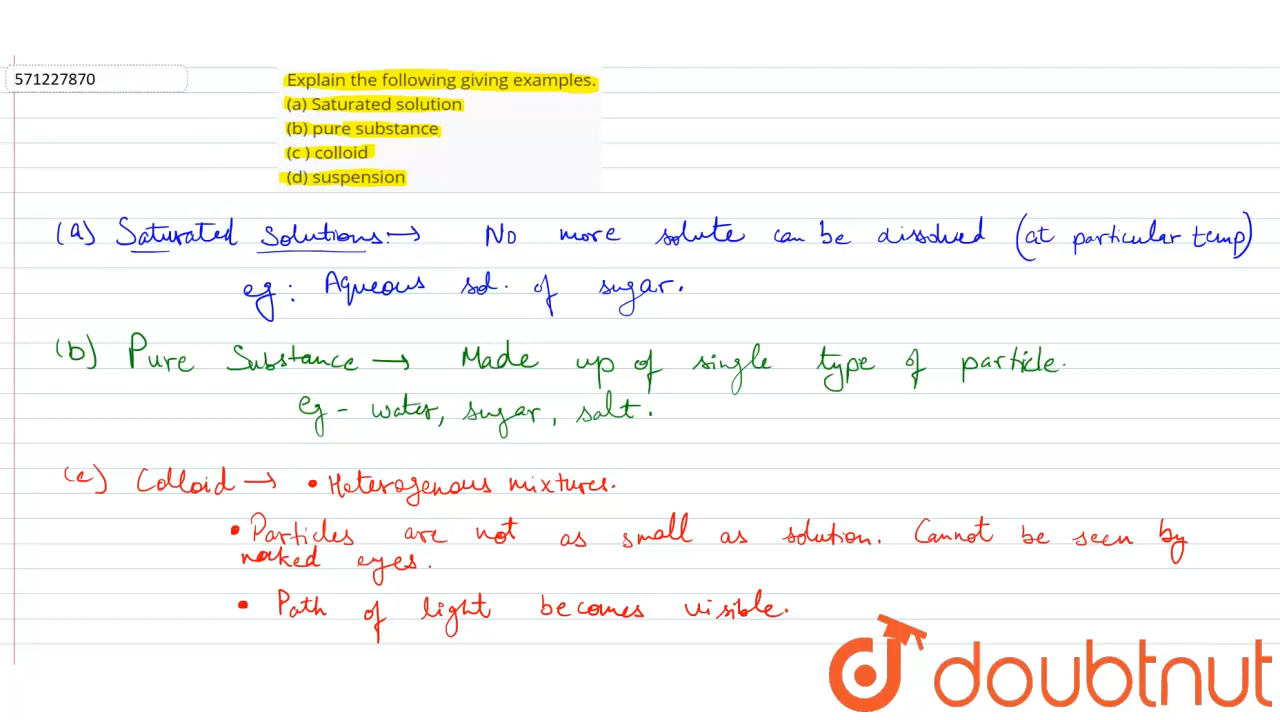 571227870
Explain the following giving examples.
(a) Saturated solution
(b) pure substance
(c ) colloid
(d) suspension
(a) Saturated Solutions:→ No more solute can be dissolved (at particular temp)
eg: Aqueous sol. of sugar.
(b) Pure Substance → Made up of single type of particle.
eg - water, sugar, salt.
(c) Colloid → • Heterogenous mixtures.
• Particles are not as small as solution. Cannot be seen by
naked eyes.
• Path of light becomes visible.
doubtnut